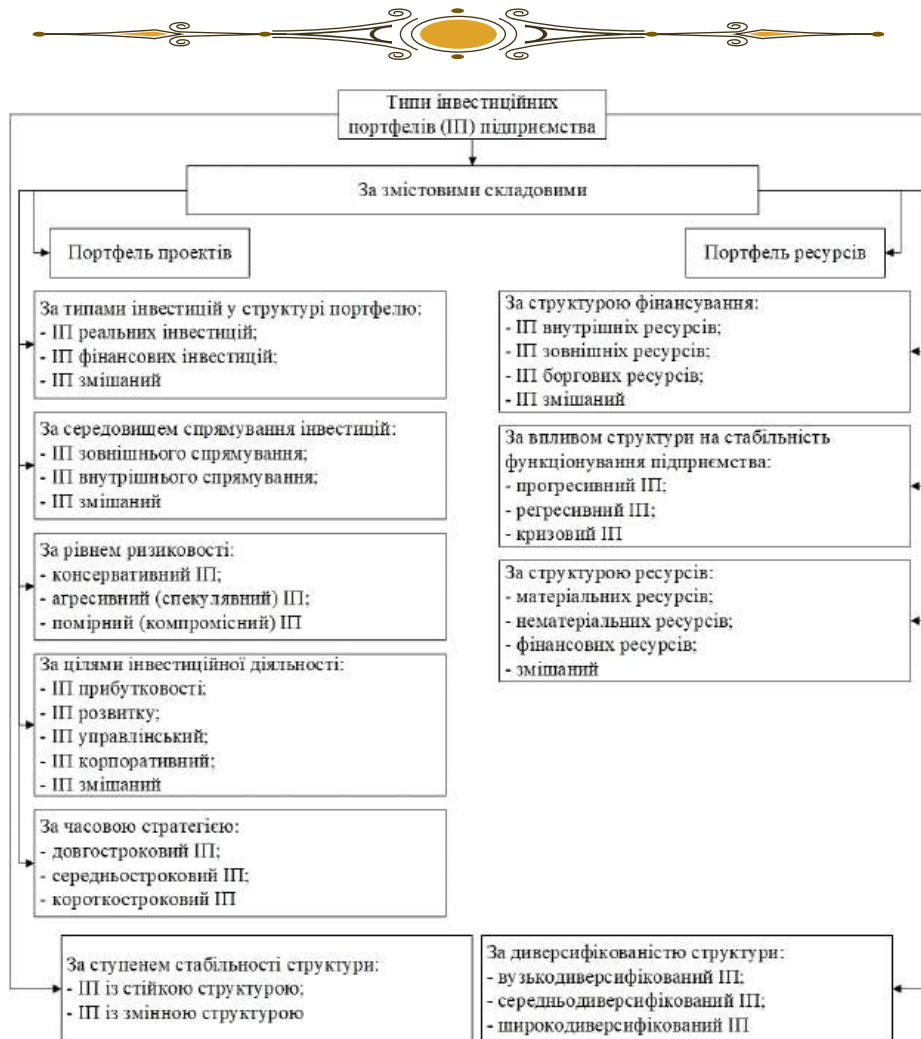 Типи інвестиційних
портфелів (ІП) підприємства
За змістовими складовими
Портфель проектів
Портфель ресурсів
За типами інвестицій у структурі портфелю:
- ІП реальних інвестицій;
- ІП фінансових інвестицій;
- ІП змішаний
За середовищем спрямування інвестицій:
- ІП зовнішнього спрямування;
- ІП внутрішнього спрямування;
- ІП змішаний
За рівнем ризиковості:
- консервативний ІП;
- агресивний (спекулявний) ІП;
- помірний (компромісний) ІП
За цілями інвестиційної діяльності:
- ІП прибутковості;
- ІП розвитку;
- ІП управлінський;
- ІП корпоративний;
- ІП змішаний
За часовою стратегією:
- довгостроковий ІП;
- середньостроковий ІП;
- короткостроковий ІП
За структурою фінансування:
- ІП внутрішніх ресурсів;
- ІП зовнішніх ресурсів;
- ІП боргових ресурсів;
- ІП змішаний
За впливом структури на стабільність
функціонування підприємства:
- прогресивний ІП;
- регресивний ІП;
- кризовий ІП
За структурою ресурсів:
- матеріальних ресурсів;
- нематеріальних ресурсів;
- фінансових ресурсів;
- змішаний
За ступенем стабільності структури:
- ІП із стійкою структурою;
- ІП із змінною структурою
За диверсифікованістю структури:
- вузькодиверсифікований ІП;
- середньодиверсифікований ІП;
- широкодиверсифікований ІП